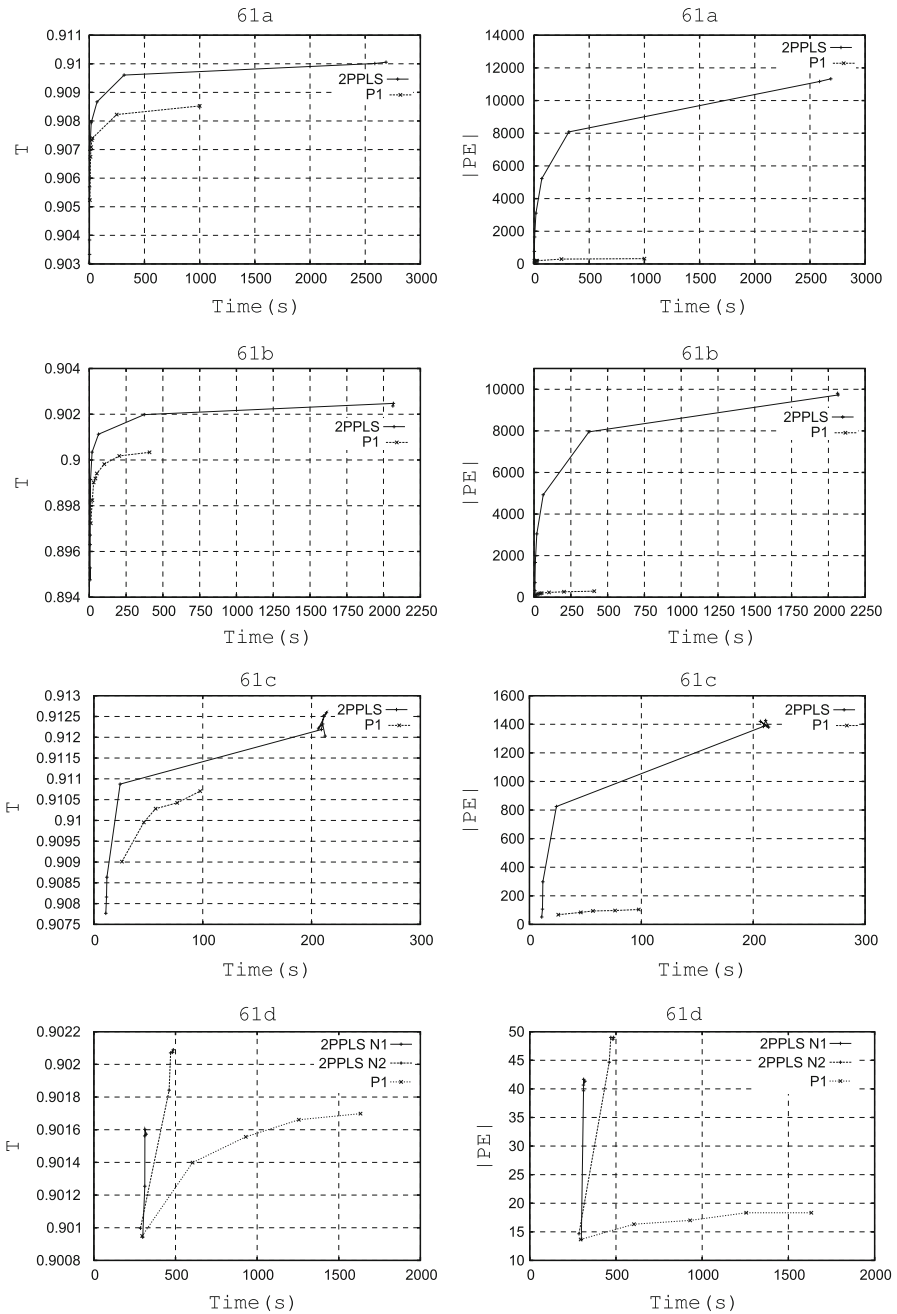 61a
0.911
0.91
0.909
0.908
0.907
0.906
0.905
0.904
0.903
T
2PPLS
P1
0 500 1000 1500 2000 2500 3000
Time(s)
61a
14000
12000
10000
8000
6000
4000
2000
0
|PE|
2PPLS
P1
0 500 1000 1500 2000 2500 3000
Time(s)
61b
0.904
0.902
0.9
0.898
0.896
0.894
T
2PPLS
P1
0 250 500 750 1000 1250 1500 1750 2000 2250
Time(s)
61b
10000
8000
6000
4000
2000
0
|PE|
2PPLS
P1
0 250 500 750 1000 1250 1500 1750 2000 2250
Time(s)
61c
0.913
0.9125
0.912
0.9115
0.911
0.9105
0.91
0.9095
0.909
0.9085
0.908
0.9075
T
2PPLS
P1
0 100 200 300
Time(s)
61c
1600
1400
1200
1000
800
600
400
200
0
|PE|
2PPLS
P1
0 100 200 300
Time(s)
61d
0.9022
0.902
0.9018
0.9016
0.9014
0.9012
0.901
0.9008
T
2PPLS N1
2PPLS N2
P1
0 500 1000 1500 2000
Time(s)
61d
50
45
40
35
30
25
20
15
10
|PE|
2PPLS N1
2PPLS N2
P1
0 500 1000 1500 2000
Time(s)